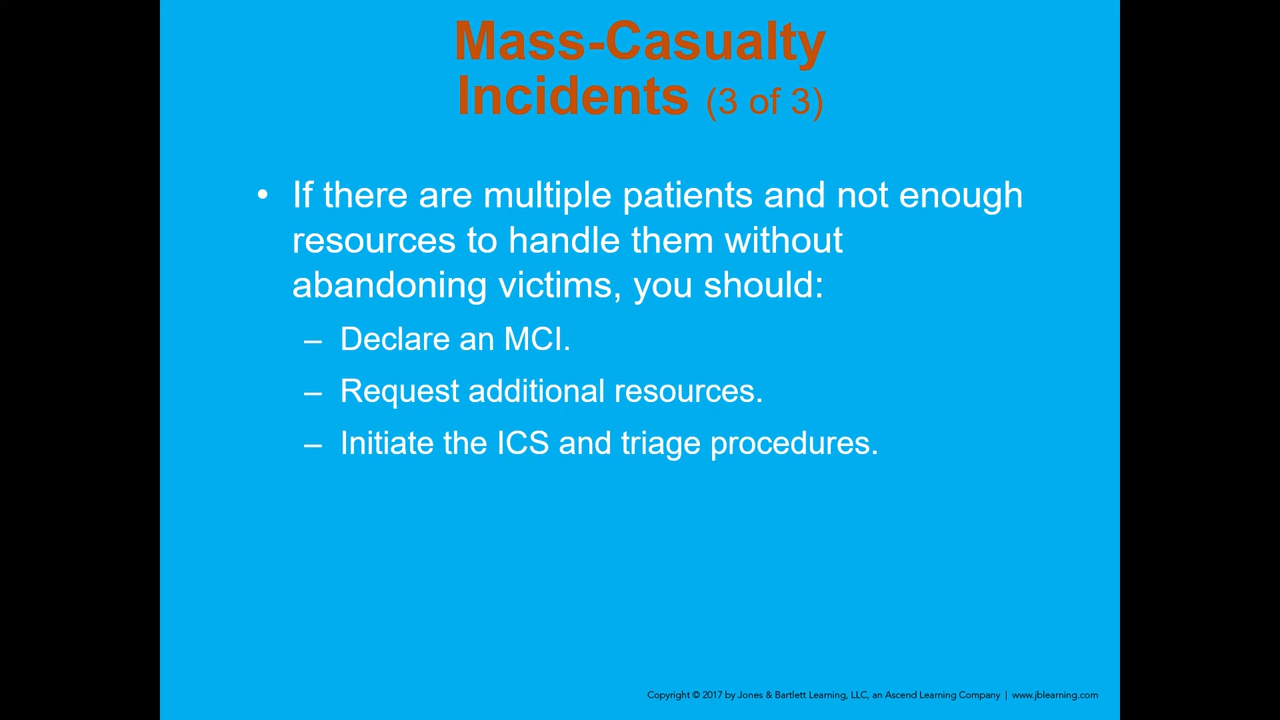 Mass-Casualty
Incidents (3 of 3)
• If there are multiple patients and not enough
resources to handle them without
abandoning victims, you should:
– Declare an MCI.
– Request additional resources.
– Initiate the ICS and triage procedures.
Copyright © 2017 by Jones & Bartlett Learning, LLC, an Ascend Learning Company | www.jblearning.com